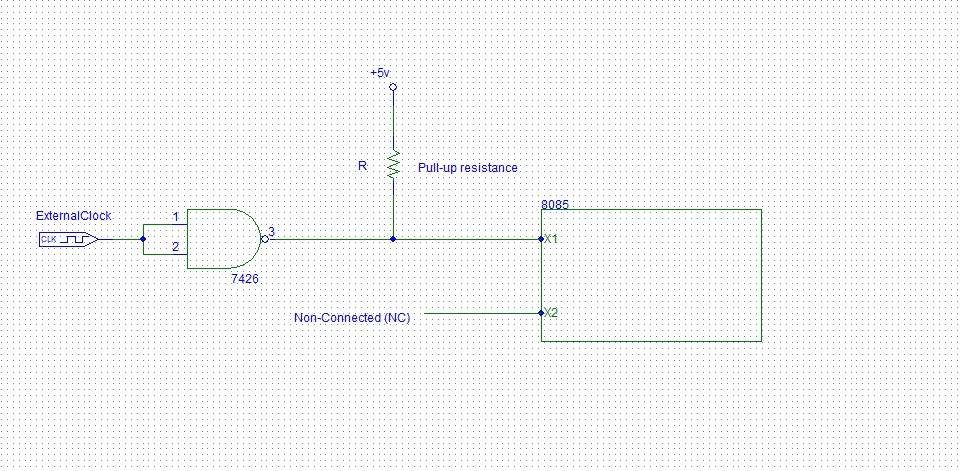 +5v
R
Pull-up resistance
ExternalClock
CLK
1
2
3
7426
8085
X1
Non-Connected (NC)
X2